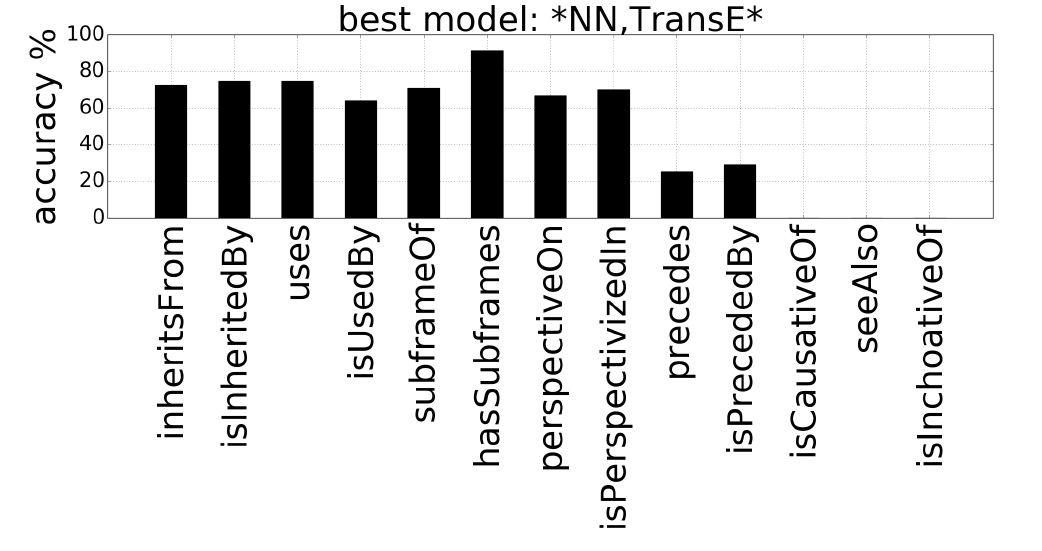 best model: *NN,TransE*
accuracy %
100
80
60
40
20
0
inheritsFrom
isInheritedBy
uses
isUsedBy
subframeOf
hasSubframes
perspectiveOn
isPerspectivizedIn
precedes
isPrecededBy
isCausativeOf
seeAlso
isInchoativeOf